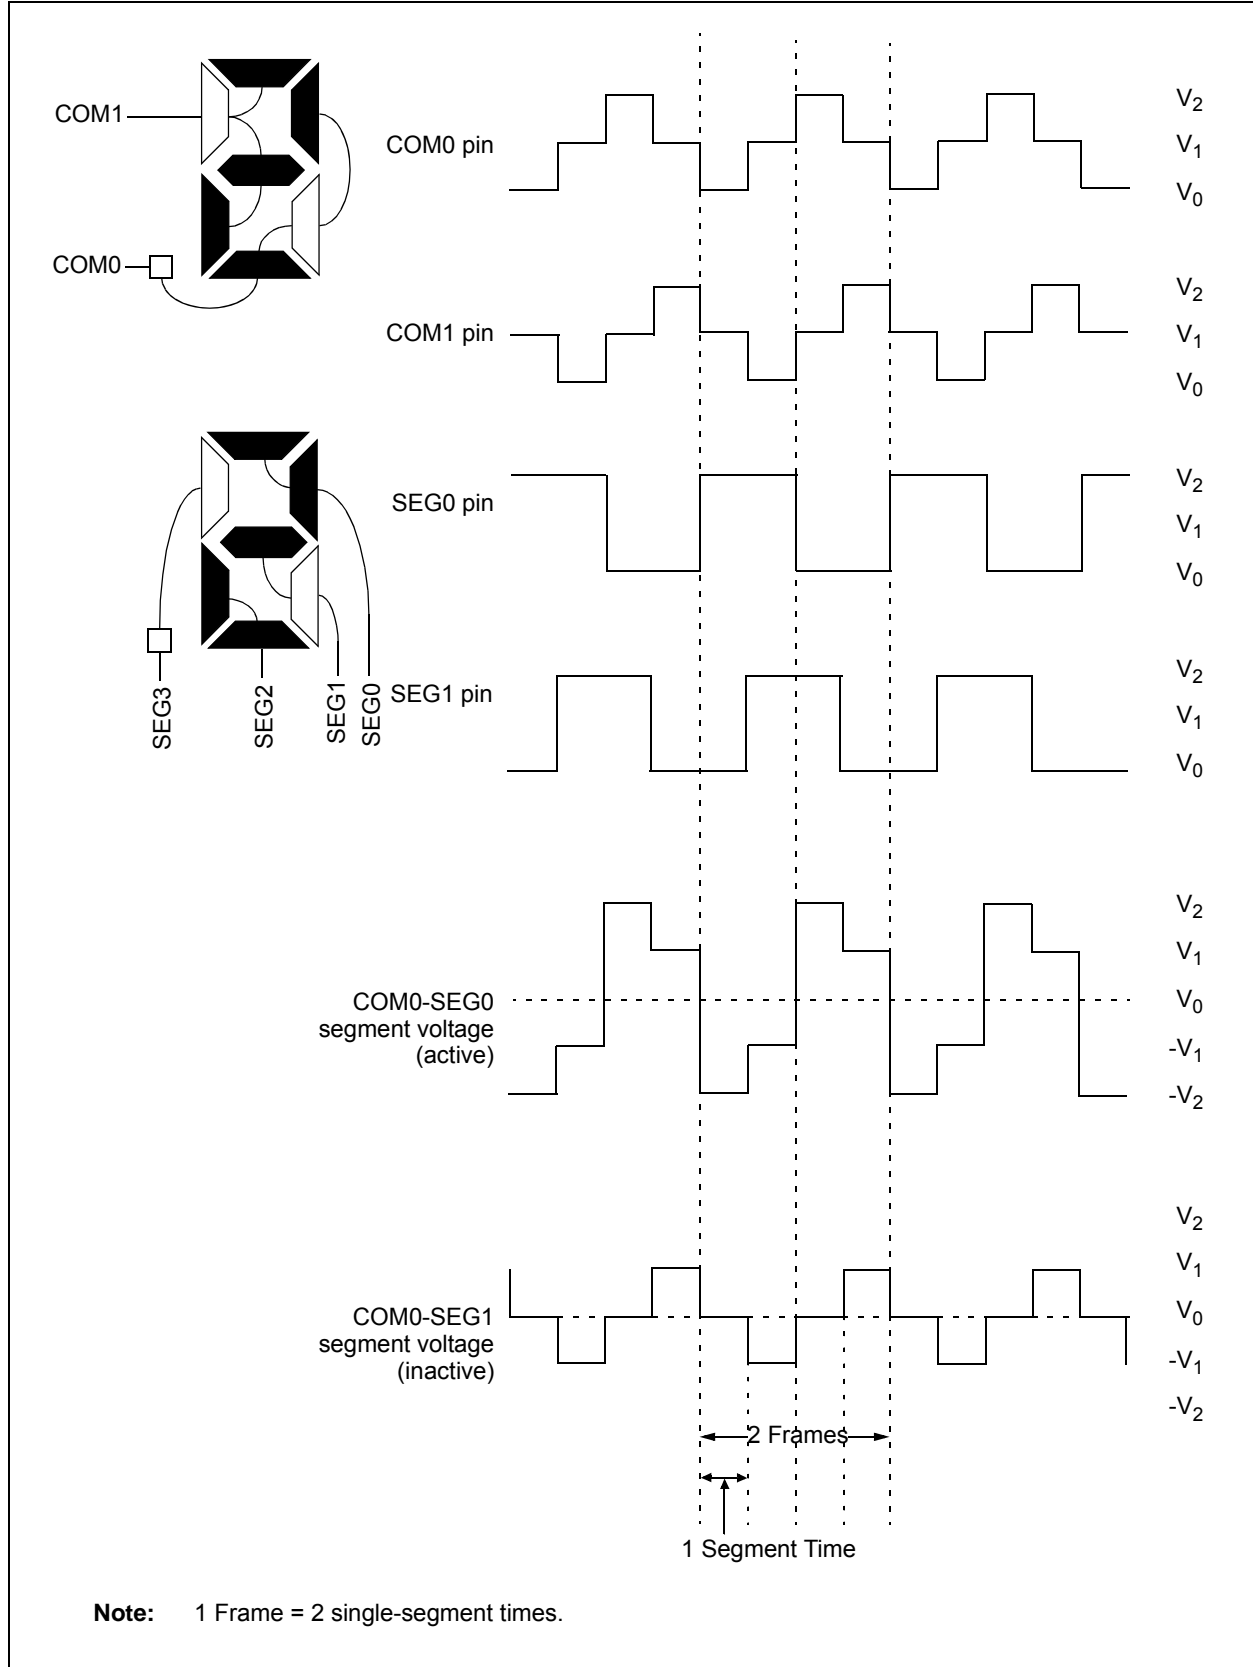 COM1
COM0
COM0 pin
V2
V1
V0
COM1 pin
V2
V1
V0
SEG3
SEG2
SEG1
SEG0
SEG0 pin
V2
V1
V0
SEG1 pin
V2
V1
V0
COM0-SEG0
segment voltage
(active)
V2
V1
V0
-V1
-V2
COM0-SEG1
segment voltage
(inactive)
V2
V1
V0
-V1
-V2
2 Frames
1 Segment Time
Note: 1 Frame = 2 single-segment times.